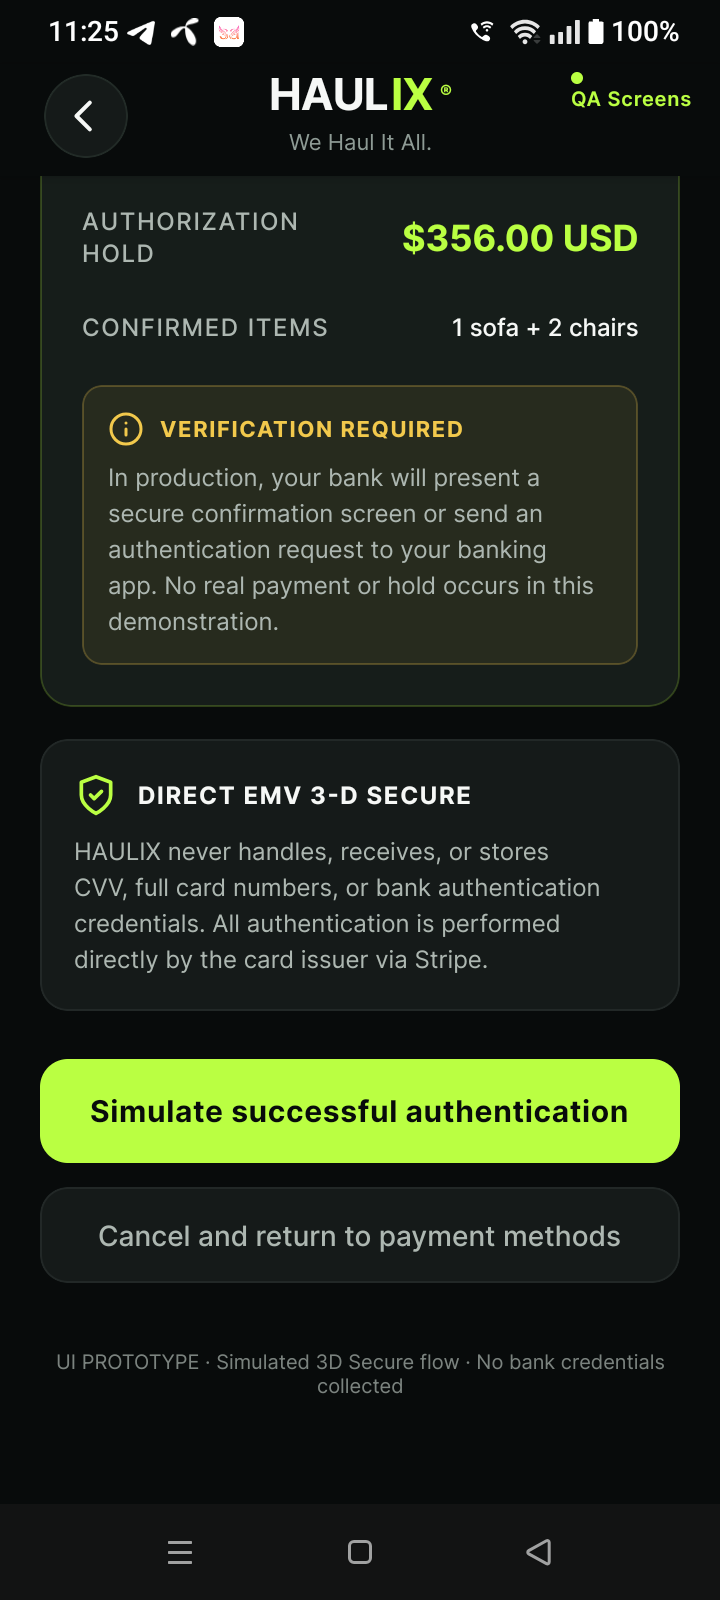 11:25
100%
HAULIX ®
QA Screens
We Haul It All.
AUTHORIZATION
HOLD
$356.00 USD
CONFIRMED ITEMS
1 sofa + 2 chairs
VERIFICATION REQUIRED
In production, your bank will present a
secure confirmation screen or send an
authentication request to your banking
app. No real payment or hold occurs in this
demonstration.
DIRECT EMV 3-D SECURE
HAULIX never handles, receives, or stores
CVV, full card numbers, or bank authentication
credentials. All authentication is performed
directly by the card issuer via Stripe.
Simulate successful authentication
Cancel and return to payment methods
UI PROTOTYPE · Simulated 3D Secure flow · No bank credentials
collected